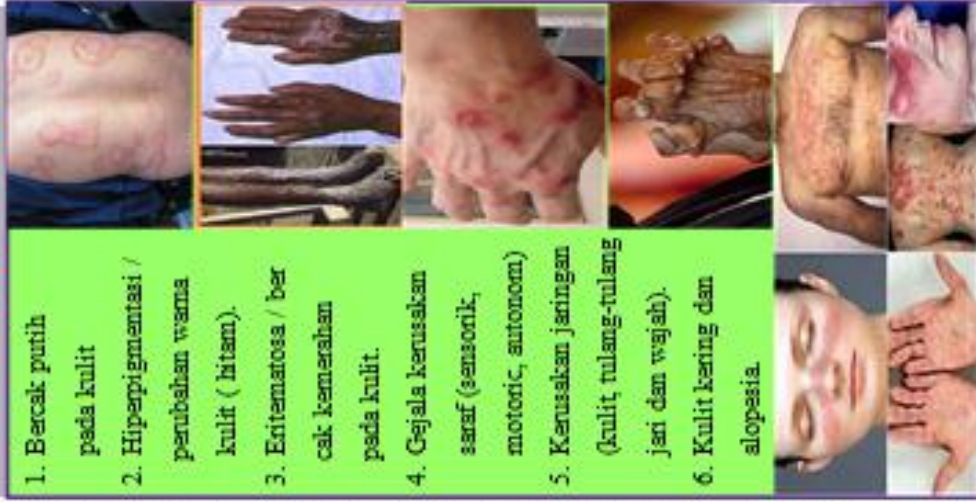 1. Bercak putih
pada kulit
2. Hiperpigmentasi /
perubahan warna
kulit ( hitam).
3. Eritematosa / ber
cak kemerahan
pada kulit.
4. Gejala kerusakan
saraf (sensorik,
motoric, autonom)
5. Kerusakan jaringan
(kulit, tulang-tulang
jari dan wajah).
6. Kulit kering dan
alopesia.